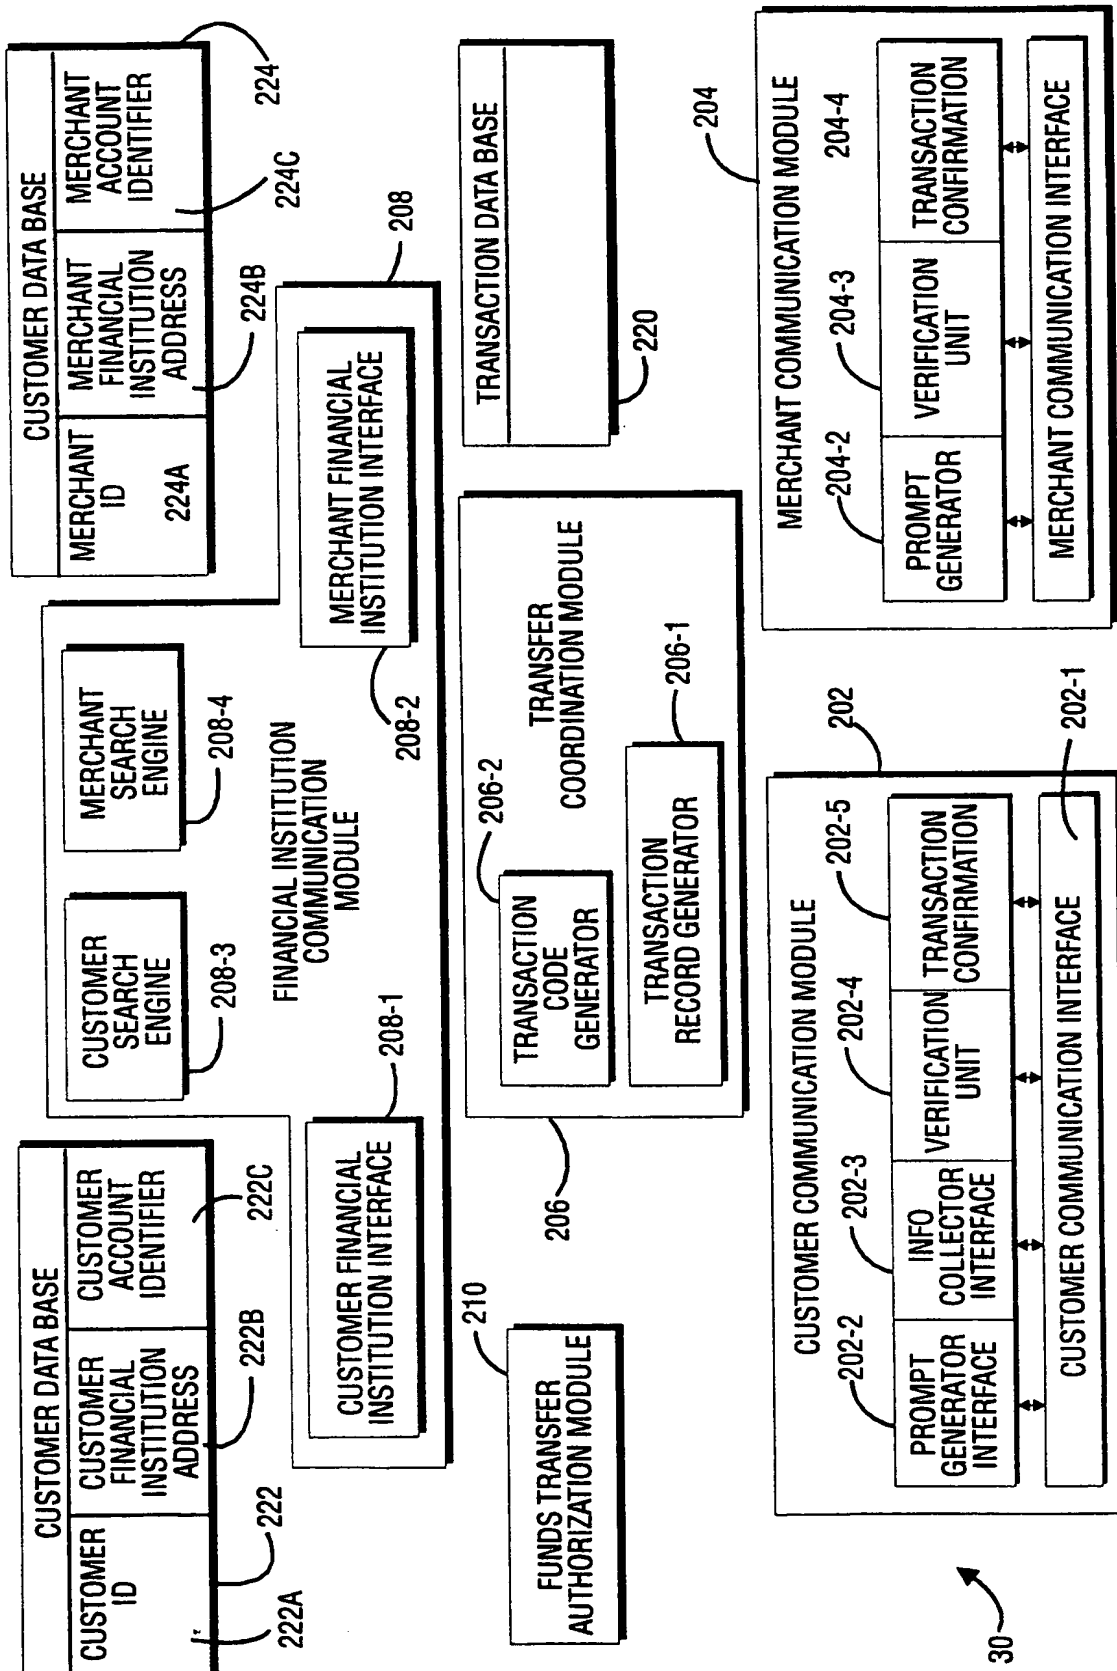 CUSTOMER DATA BASE
CUSTOMER
ID
CUSTOMER
FINANCIAL
INSTITUTION
ADDRESS
CUSTOMER
ACCOUNT
IDENTIFIER
222A
222
222B
222C
CUSTOMER
SEARCH
ENGINE
208-3
MERCHANT
SEARCH
ENGINE
208-4
FINANCIAL INSTITUTION
COMMUNICATION
MODULE
CUSTOMER FINANCIAL
INSTITUTION INTERFACE
208-1
MERCHANT FINANCIAL
INSTITUTION INTERFACE
208-2
208
CUSTOMER DATA BASE
MERCHANT
ID
224A
MERCHANT
FINANCIAL
INSTITUTION
ADDRESS
MERCHANT
ACCOUNT
IDENTIFIER
224B
224C
224
210
FUNDS TRANSFER
AUTHORIZATION MODULE
206
TRANSACTION
CODE
GENERATOR
206-2
TRANSFER
COORDINATION MODULE
TRANSACTION
RECORD GENERATOR
206-1
TRANSACTION DATA BASE
220
30
CUSTOMER COMMUNICATION MODULE
202
202-2
202-3
202-4
202-5
PROMPT
GENERATOR
INTERFACE
INFO
COLLECTOR
INTERFACE
VERIFICATION
UNIT
TRANSACTION
CONFIRMATION
CUSTOMER COMMUNICATION INTERFACE
202-1
MERCHANT COMMUNICATION MODULE
204
204-2
204-3
204-4
PROMPT
GENERATOR
VERIFICATION
UNIT
TRANSACTION
CONFIRMATION
MERCHANT COMMUNICATION INTERFACE